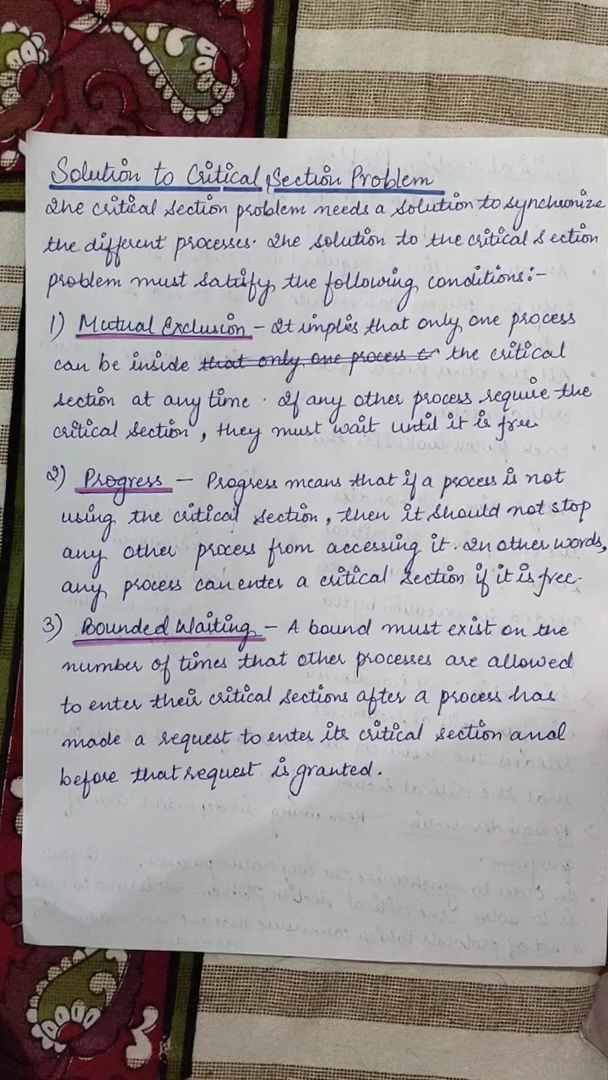 Solution to Critical Section Problem
The critical section problem needs a solution to synchronize
the different processes. The solution to the critical section
problem must satisfy the following conditions:-
1) Mutual Exclusion - It implies that only one process
can be inside that only one process c the critical
section at any time. If any other process require the
critical section, they must wait until it is free.
2) Progress - Progress means that if a process is not
using the critical section, then it should not stop
any other process from accessing it. In other words,
any process can enter a critical section if it is free.
3) Bounded Waiting - A bound must exist on the
number of times that other processes are allowed
to enter their critical sections after a process has
made a request to enter its critical section and
before that request is granted.